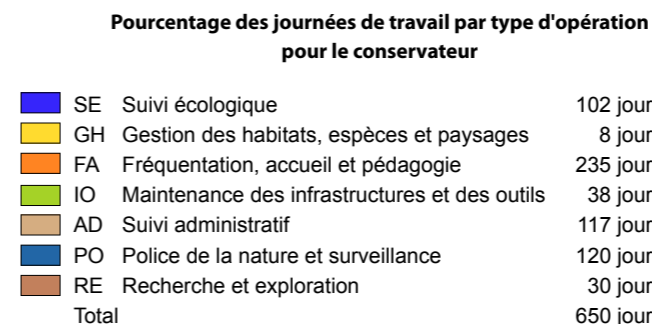 Pourcentage des journées de travail par type d'opération
pour le conservateur
SE Suivi écologique 102 jour
GH Gestion des habitats, espèces et paysages 8 jour
FA Fréquentation, accueil et pédagogie 235 jour
IO Maintenance des infrastructures et des outils 38 jour
AD Suivi administratif 117 jour
PO Police de la nature et surveillance 120 jour
RE Recherche et exploration 30 jour
Total 650 jour